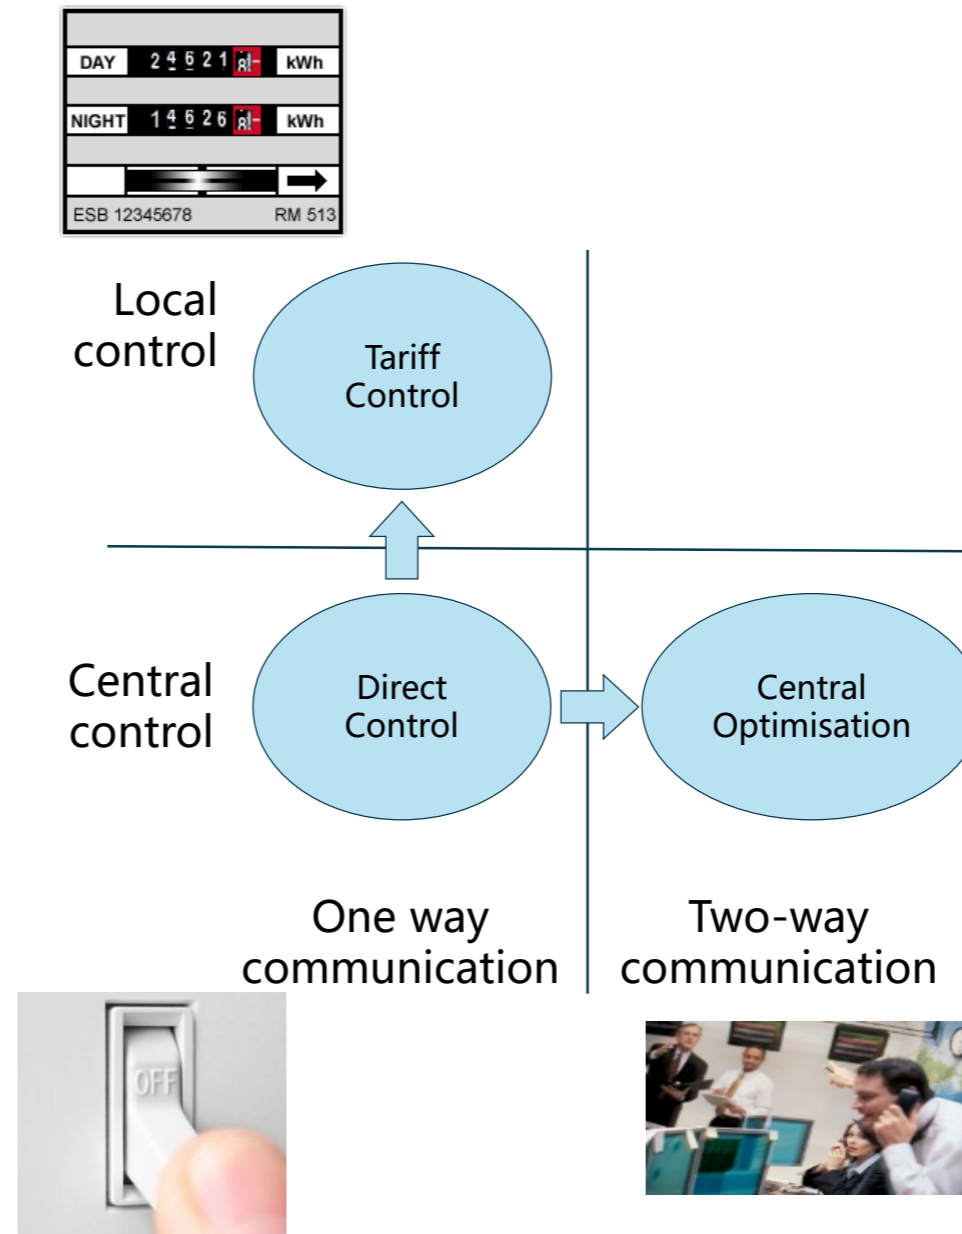 DAY 24621 kWh
NIGHT 14626 kWh
ESB 12345678 RM 513
Local
control
Tariff
Control
Central
control
Direct
Control
Central
Optimisation
One way
communication
Two-way
communication
OFF